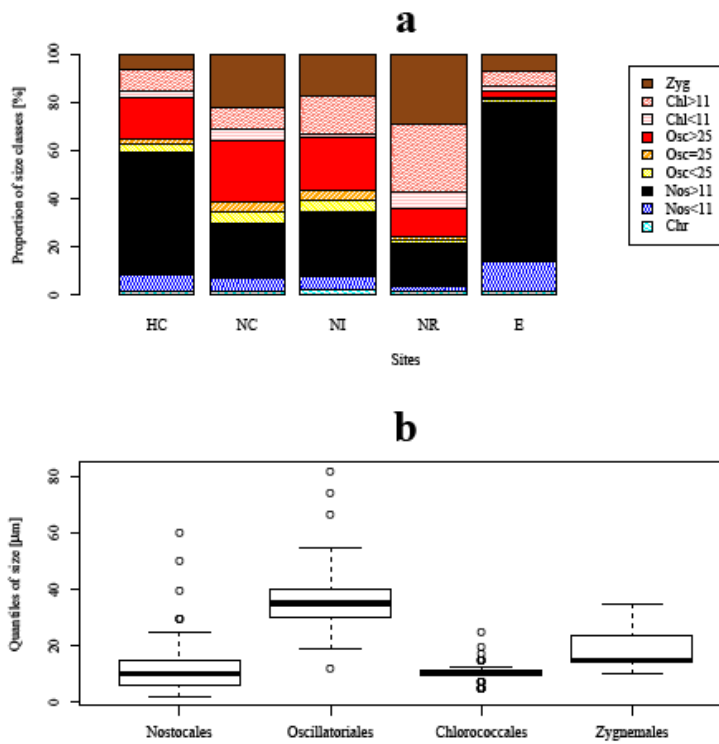 a
Proportion of size classes [%]
100
80
60
40
20
0
HC NC NI NR E
Sites
Zyg
Chl>11
Chl<11
Osc>25
Osc=25
Osc<25
Nos>11
Nos<11
Chr
b
Quantiles of size [µm]
80
60
40
20
0
Nostocales Oscillatoriales Chlorococcales Zygnemales